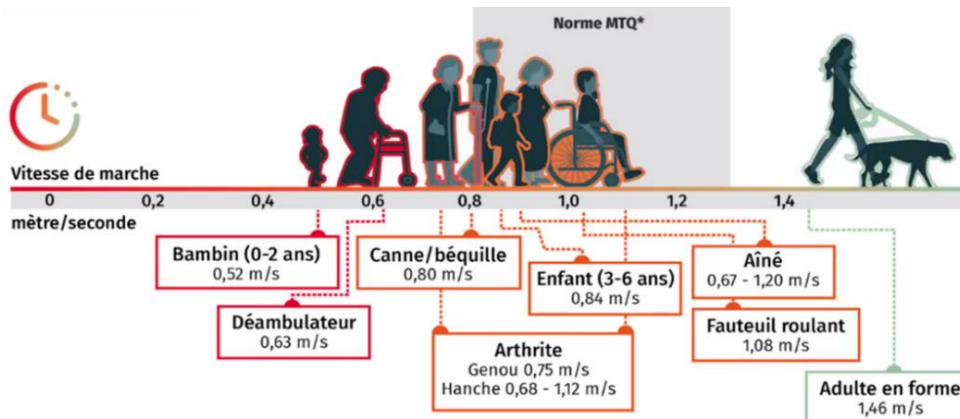 Norme MTQ*
Vitesse de marche
0 0,2 0,4 0,6 0,8 1,0 1,2 1,4
mètre/seconde
Bambin (0-2 ans)
0,52 m/s
Déambulateur
0,63 m/s
Canne/béquille
0,80 m/s
Arthrite
Genou 0,75 m/s
Hanche 0,68 - 1,12 m/s
Enfant (3-6 ans)
0,84 m/s
Aîné
0,67 - 1,20 m/s
Fauteuil roulant
1,08 m/s
Adulte en forme
1,46 m/s